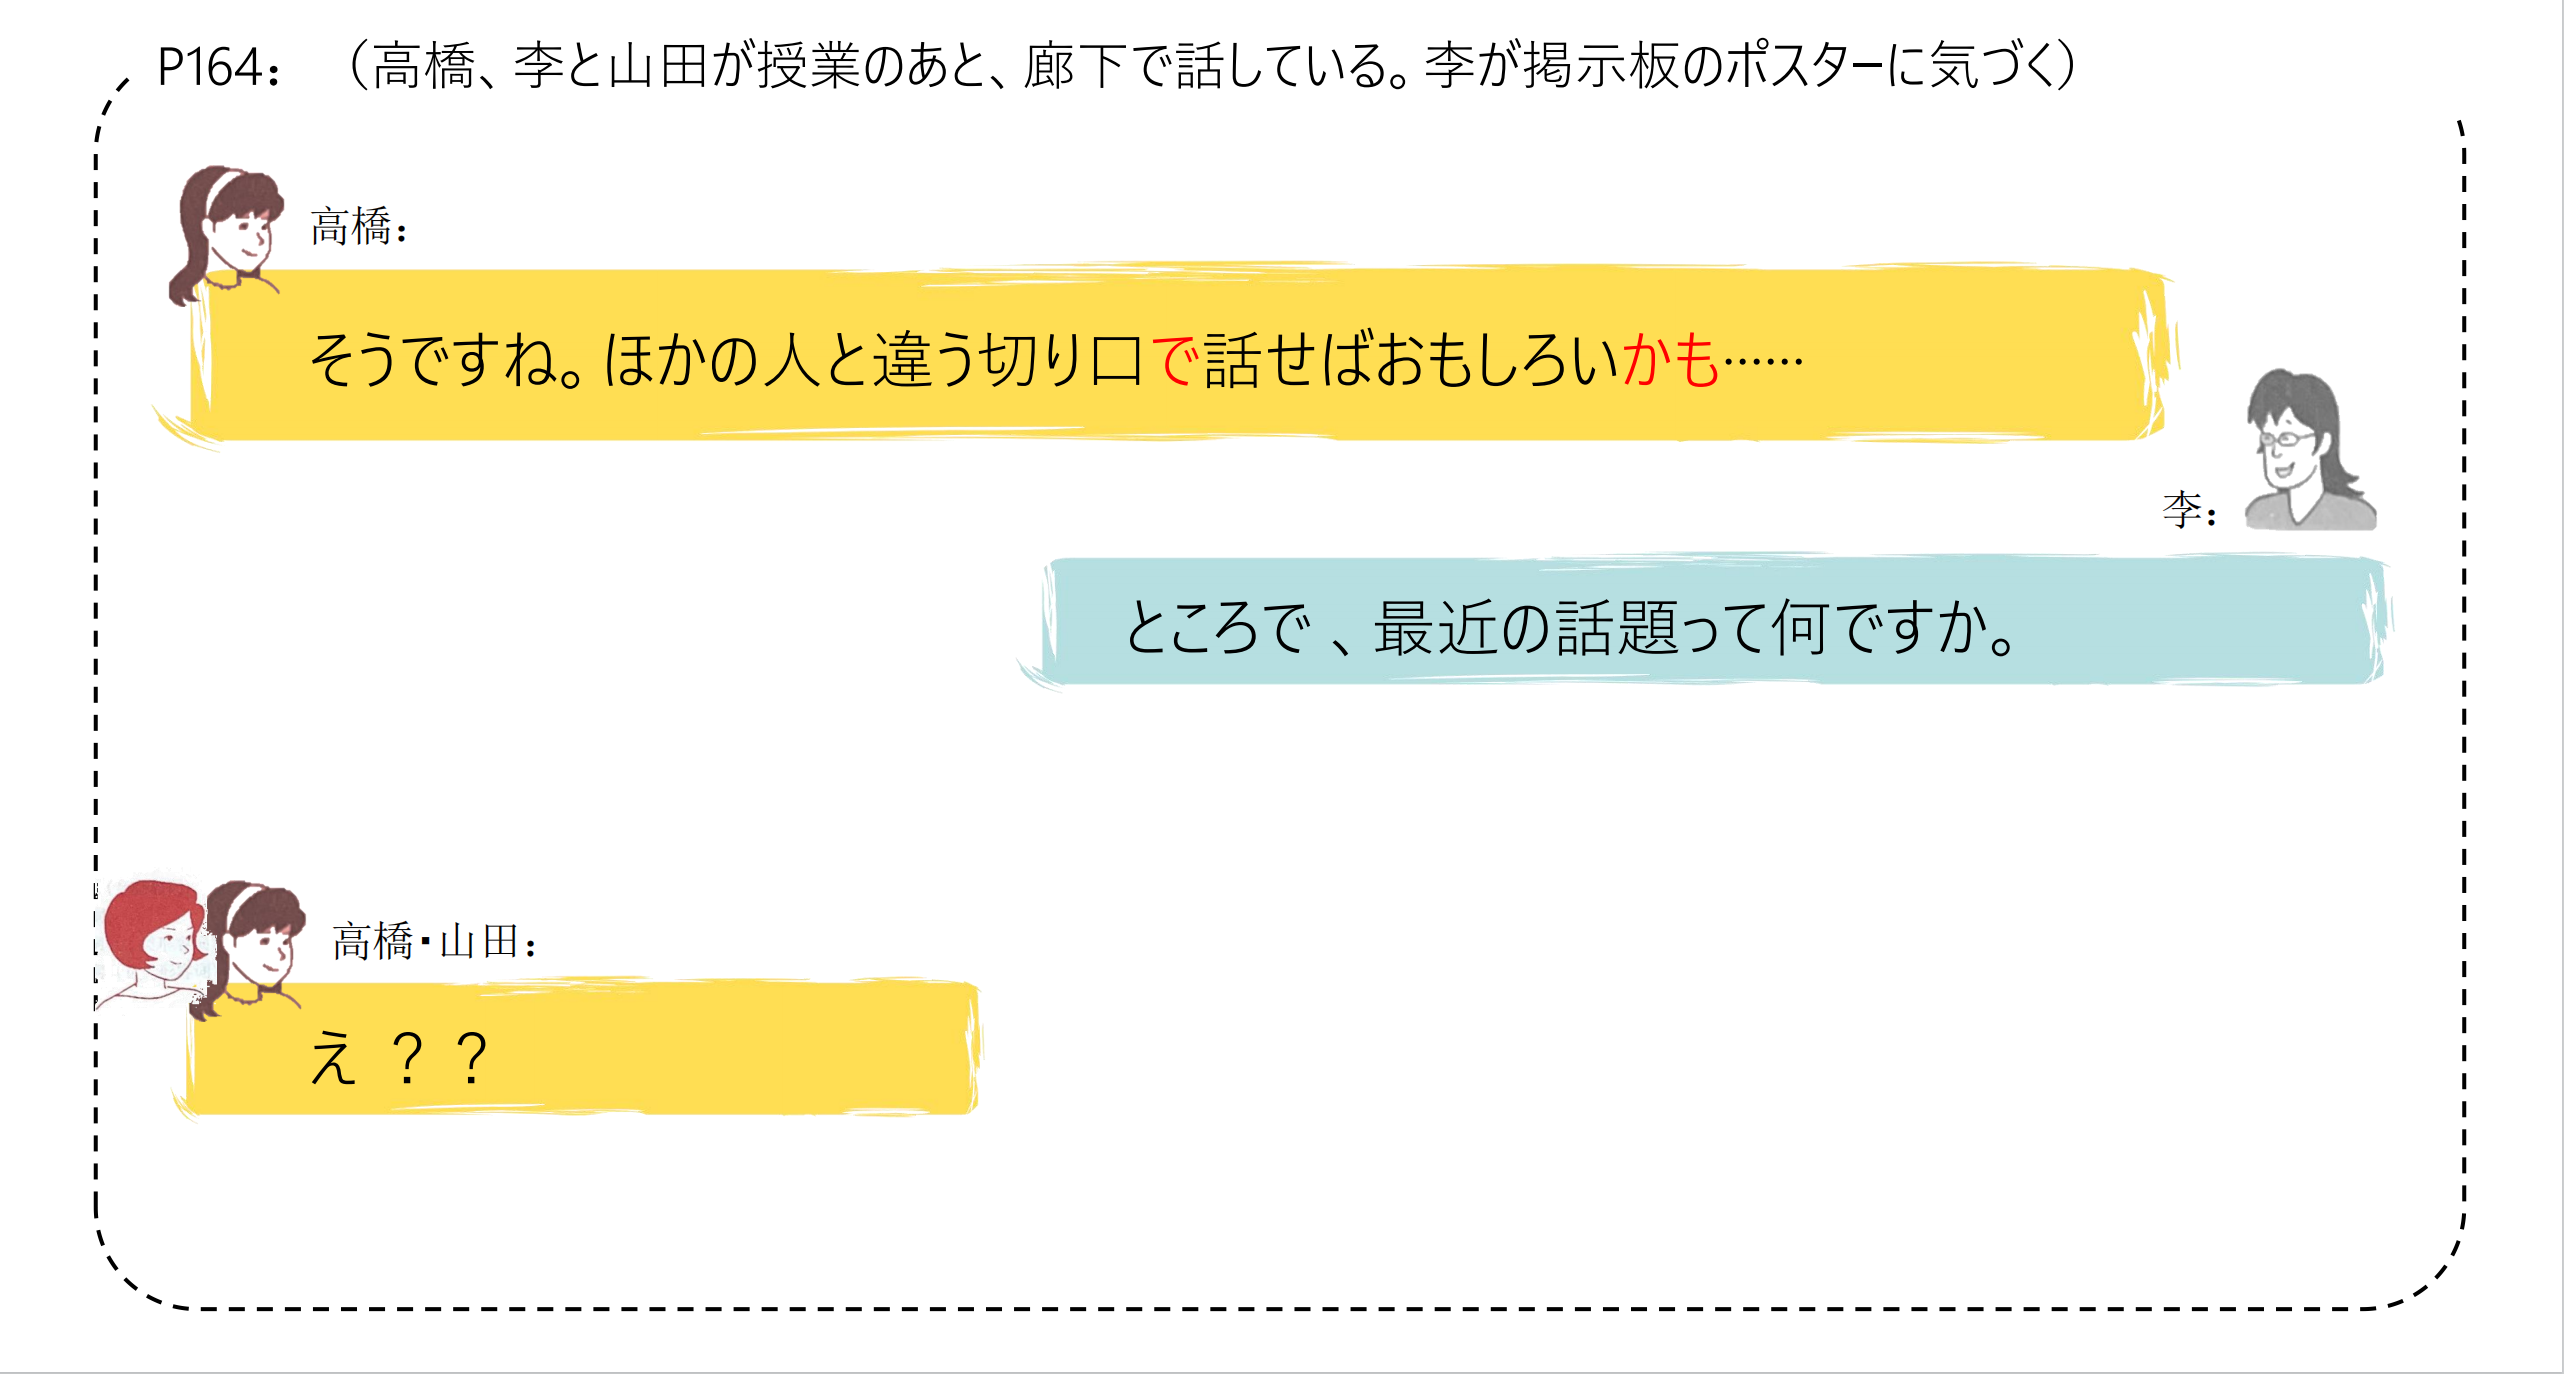 P164：（高橋、李と山田が授業のあと、廊下で話している。李が掲示板のポスターに気づく）
高橋：
そうですね。ほかの人と違う切り口で話せばおもしろいかも……
李：
ところで 、最近の話題って何ですか。
高橋・山田：
え ？？